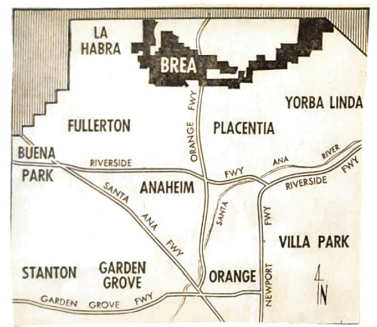 LA
HABRA
BREA
YORBA LINDA
ORANGE FWY
FULLERTON
PLACENTIA
BUENA
PARK
RIVERSIDE FWY
SANTA ANA RIVER
RIVERSIDE FWY
ANAHEIM
SANTA ANA FWY
VILLA PARK
STANTON
GARDEN
GROVE
ORANGE
NEWPORT FWY
GARDEN GROVE FWY
N